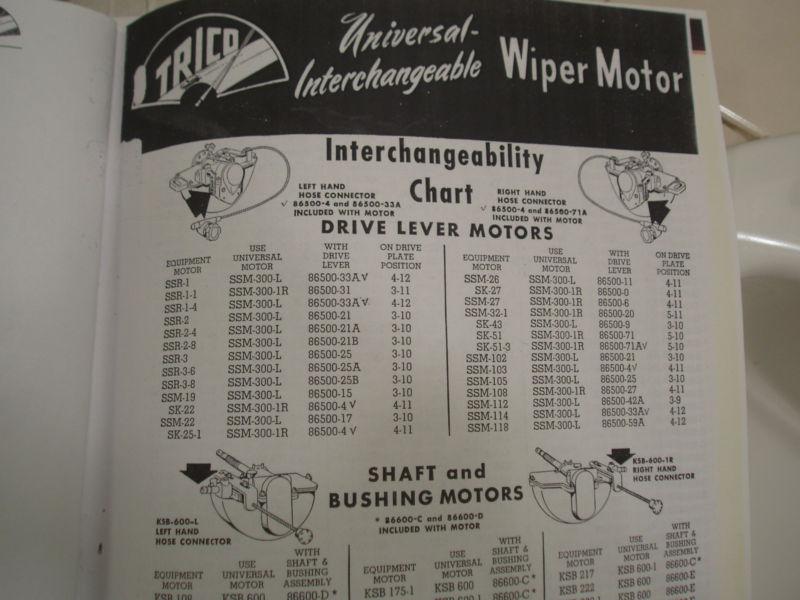 TRICO
Universal-
Interchangeable
Wiper Motor
Interchangeability
Chart
LEFT HAND
HOSE CONNECTOR
√ 86500-4 and 86500-33A
INCLUDED WITH MOTOR
RIGHT HAND
HOSE CONNECTOR
√ 86500-4 and 86500-71A
INCLUDED WITH MOTOR
DRIVE LEVER MOTORS
EQUIPMENT MOTOR USE UNIVERSAL MOTOR WITH DRIVE LEVER ON DRIVE PLATE POSITION
SSR-1 SSM-300-L 86500-33A√ 4-12
SSR-1-1 SSM-300-1R 86500-31 3-11
SSR-1-4 SSM-300-L 86500-33A√ 4-12
SSR-2 SSM-300-L 86500-21 3-10
SSR-2-4 SSM-300-L 86500-21A 3-10
SSR-2-8 SSM-300-L 86500-21B 3-10
SSR-3 SSM-300-L 86500-25 3-10
SSR-3-6 SSM-300-L 86500-25A 3-10
SSR-3-8 SSM-300-L 86500-25B 3-10
SSM-19 SSM-300-L 86500-15 3-10
SK-22 SSM-300-1R 86500-4 √ 4-11
SSM-22 SSM-300-L 86500-17 3-10
SK-25-1 SSM-300-1R 86500-4 √ 4-11
EQUIPMENT MOTOR USE UNIVERSAL MOTOR WITH DRIVE LEVER ON DRIVE PLATE POSITION
SSM-26 SSM-300-L 86500-11 4-11
SK-27 SSM-300-1R 86500-0 4-11
SSM-27 SSM-300-1R 86500-6 4-11
SSM-32-1 SSM-300-1R 86500-20 5-11
SK-43 SSM-300-L 86500-9 3-10
SK-51 SSM-300-1R 86500-71 5-10
SK-51-3 SSM-300-1R 86500-71A√ 5-10
SSM-102 SSM-300-L 86500-21 3-10
SSM-103 SSM-300-L 86500-4√ 4-11
SSM-105 SSM-300-L 86500-25 3-10
SSM-108 SSM-300-1R 86500-27 4-11
SSM-112 SSM-300-L 86500-42A 3-9
SSM-114 SSM-300-L 86500-33A√ 4-12
SSM-118 SSM-300-L 86500-59A 4-12
KSB-600-L
LEFT HAND
HOSE CONNECTOR
SHAFT and
BUSHING MOTORS
* 86600-C and 86600-D
INCLUDED WITH MOTOR
KSB-600-1R
RIGHT HAND
HOSE CONNECTOR
EQUIPMENT MOTOR USE UNIVERSAL MOTOR WITH SHAFT & BUSHING ASSEMBLY
KSB 108 KSB 600 86600-D *
EQUIPMENT MOTOR USE UNIVERSAL MOTOR WITH SHAFT & BUSHING ASSEMBLY
KSB 175-1 KSB 600 86600-C *
EQUIPMENT MOTOR USE UNIVERSAL MOTOR WITH SHAFT & BUSHING ASSEMBLY
KSB 217 KSB 600-1 86600-C *
KSB 222 KSB 600 86600-E